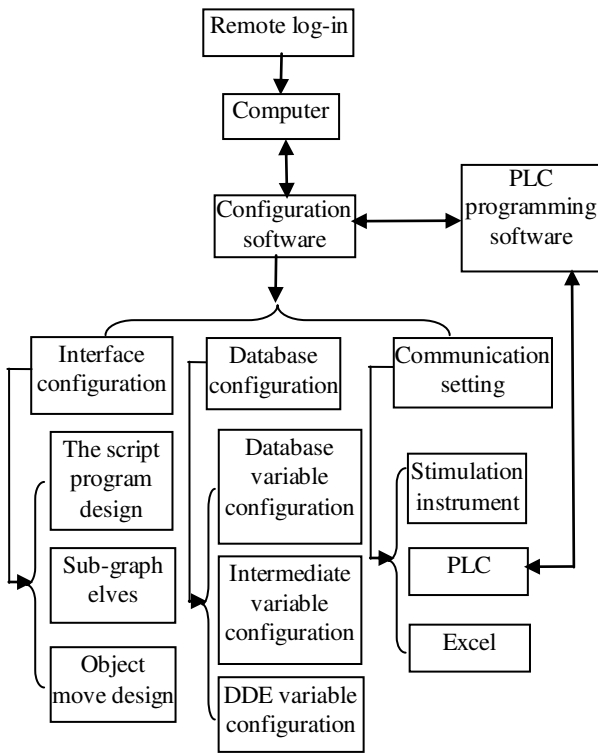 Remote log-in
Computer
Configuration
software
PLC
programming
software
Interface
configuration
Database
configuration
Communication
setting
The script
program
design
Sub-graph
elves
Object
move design
Database
variable
configuration
Intermediate
variable
configuration
DDE variable
configuration
Stimulation
instrument
PLC
Excel